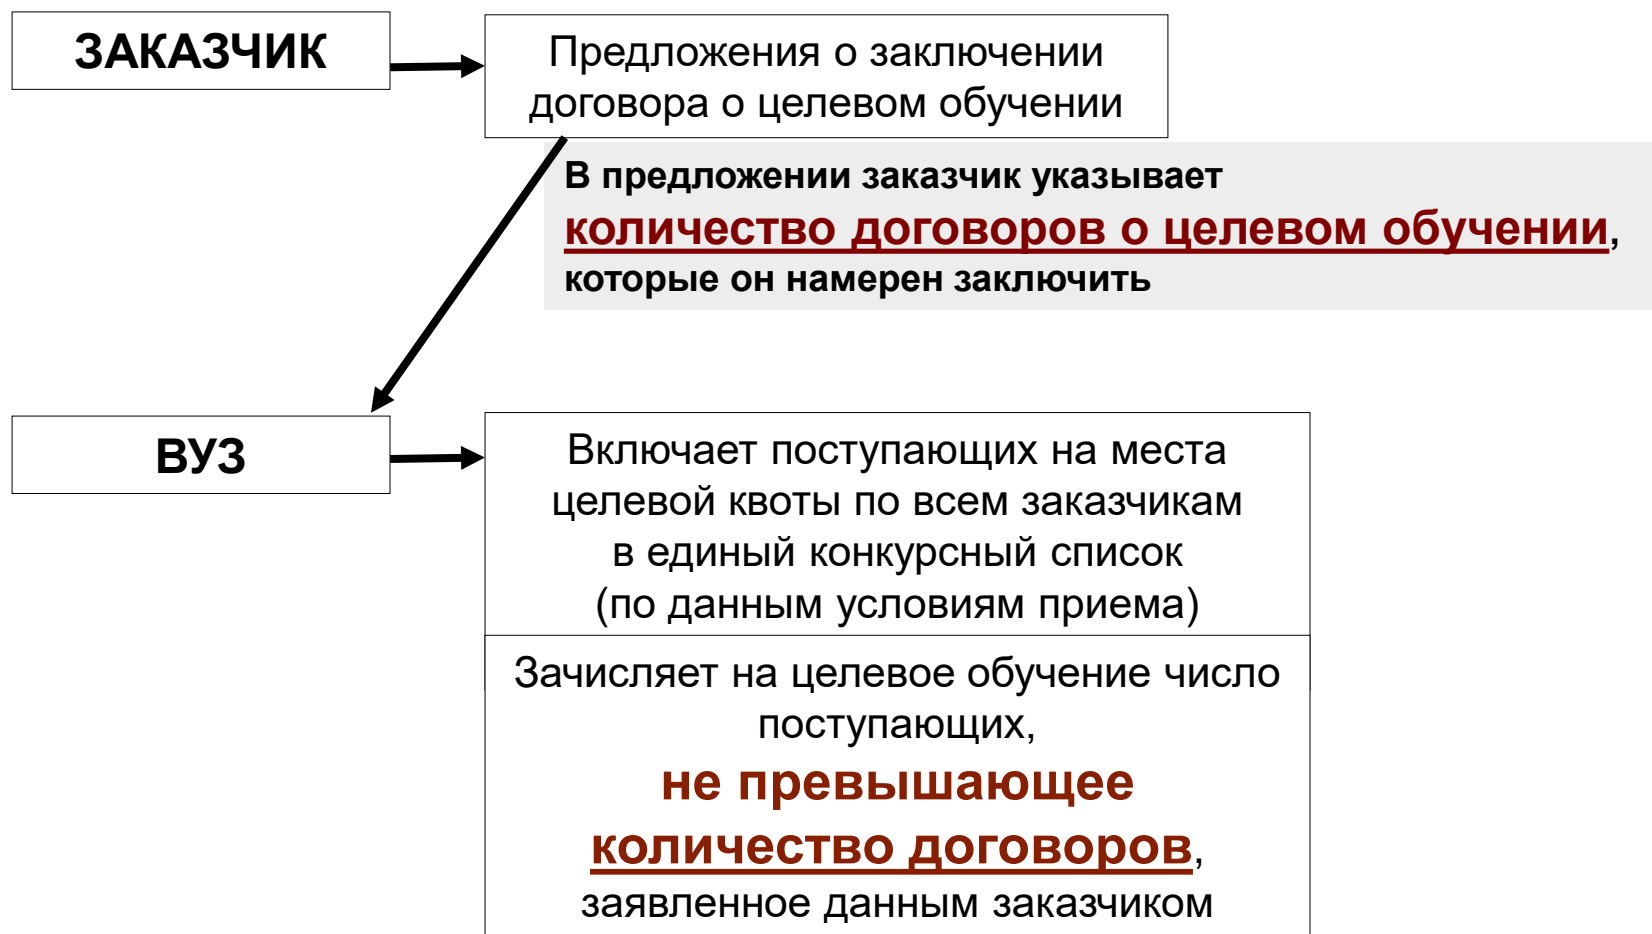 ЗАКАЗЧИК
Предложения о заключении
договора о целевом обучении
В предложении заказчик указывает
количество договоров о целевом обучении,
которые он намерен заключить
ВУЗ
Включает поступающих на места
целевой квоты по всем заказчикам
в единый конкурсный список
(по данным условиям приема)
Зачисляет на целевое обучение число
поступающих,
не превышающее
количество договоров,
заявленное данным заказчиком